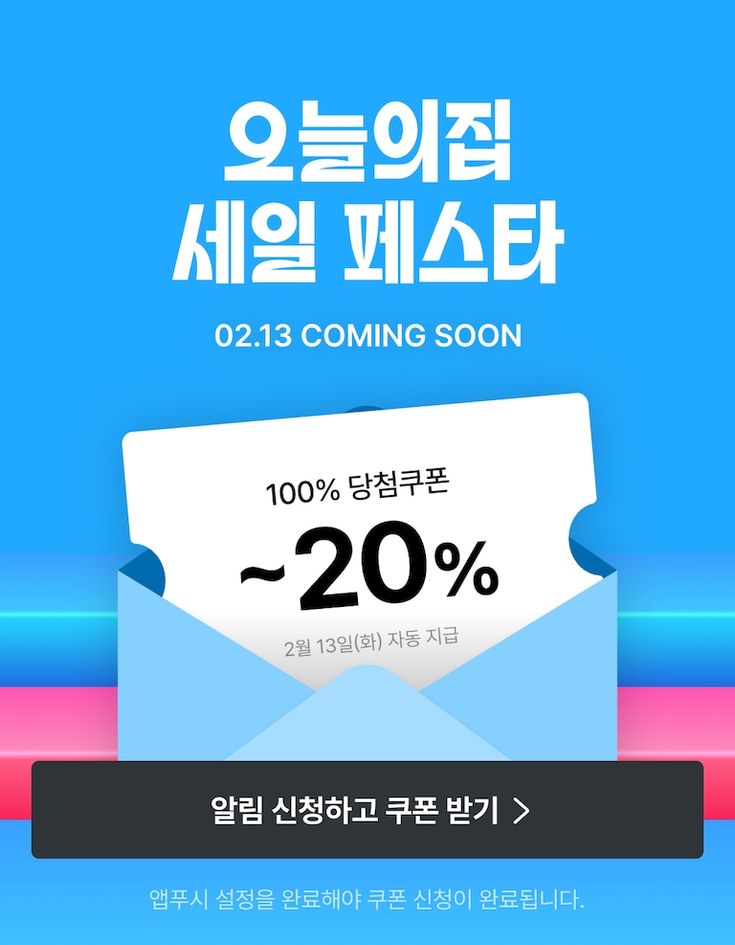 오늘의집
세일 페스타
02.13 COMING SOON
100% 당첨쿠폰
~20%
2월 13일(화) 자동 지급
알림 신청하고 쿠폰 받기 >
앱푸시 설정을 완료해야 쿠폰 신청이 완료됩니다.